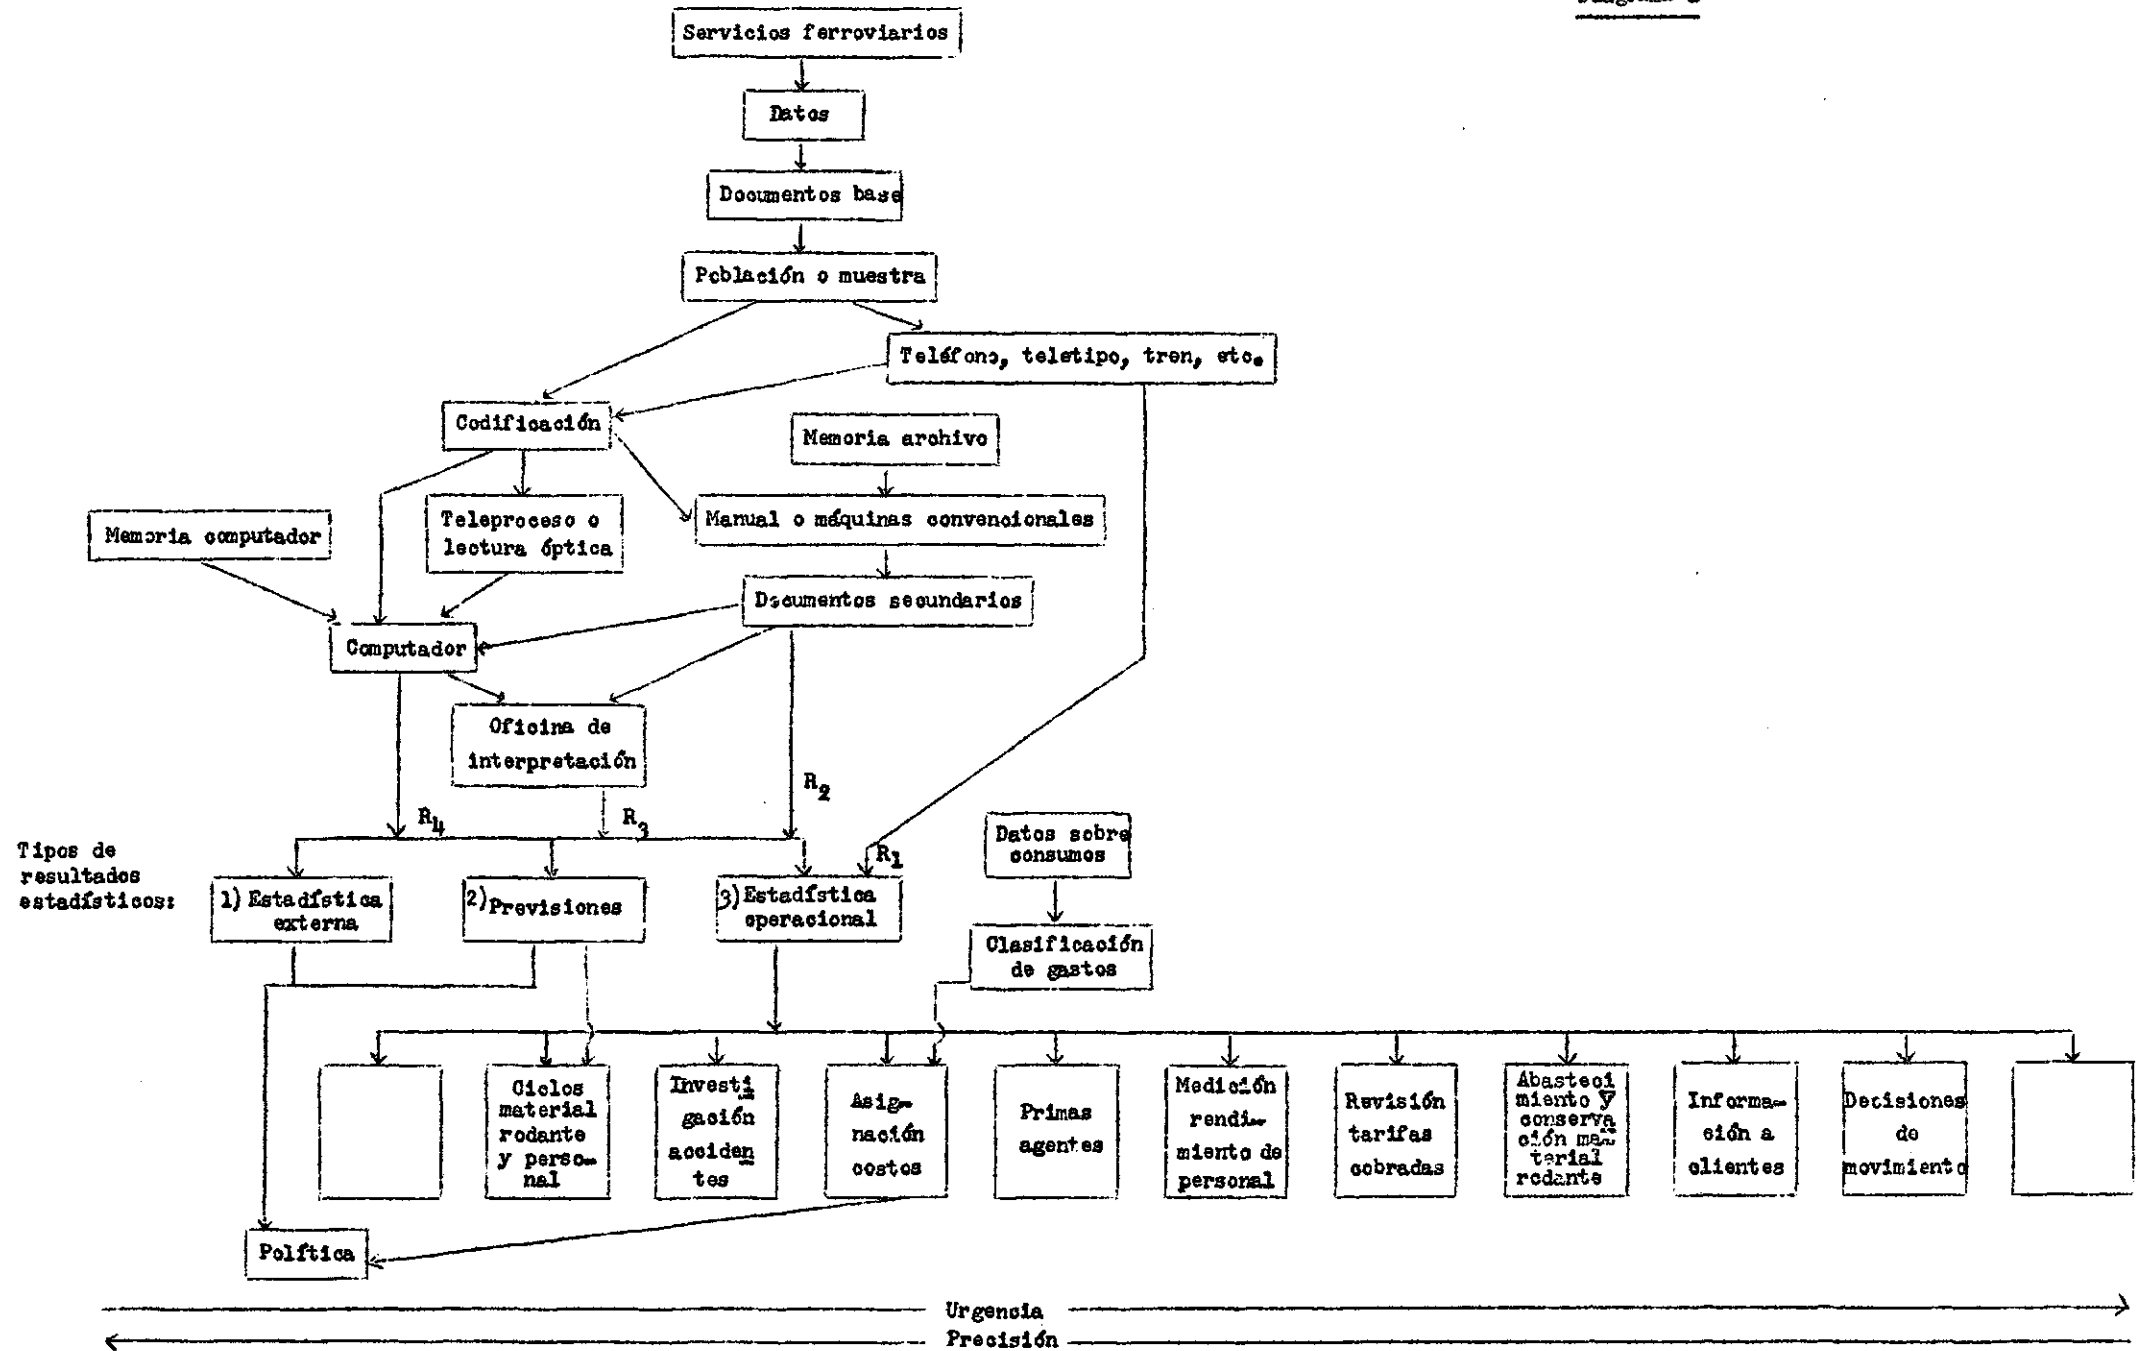 Servicios ferroviarios
Datos
Documentos base
Población o muestra
Teléfono, teletipo, tren, etc.
Codificación
Memoria archivo
Memoria computador
Teleproceso o
lectura óptica
Manual o máquinas convencionales
Documentos secundarios
Computador
Oficina de
interpretación
R2
R4
R3
R1
Datos sobre
consumos
Tipos de
resultados
estadísticos:
1) Estadística
externa
2) Previsiones
3) Estadística
operacional
Clasificación
de gastos
Ciclos
material
rodante
y perso-
nal
Investi
gación
acciden
tes
Asig-
nación
costos
Primas
agentes
Medición
rendi-
miento de
personal
Revisión
tarifas
cobradas
Abasteci
miento y
conserva
ción ma-
terial
rodante
Informa-
ción a
clientes
Decisiones
de
movimiento
Política
Urgencia
Precisión